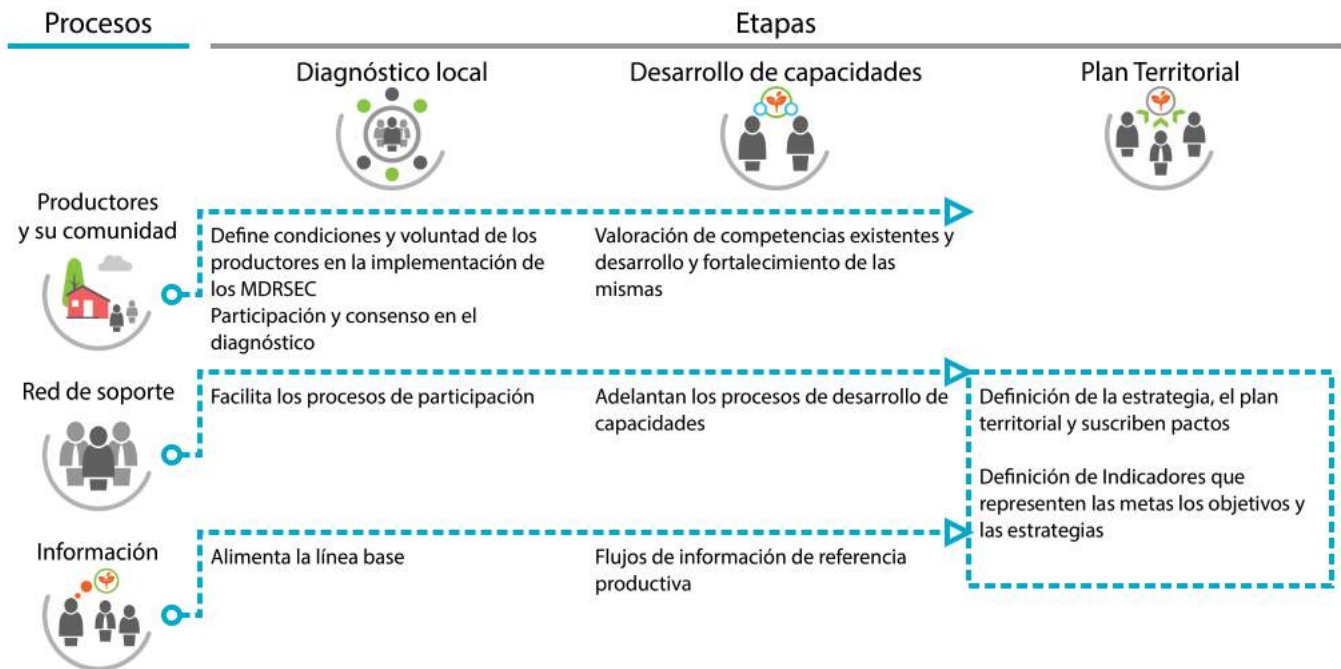 Procesos
Etapas
Diagnóstico local
Desarrollo de capacidades
Plan Territorial
Productores
y su comunidad
Define condiciones y voluntad de los
productores en la implementación de
los MDRSEC
Participación y consenso en el
diagnóstico
Valoración de competencias existentes y
desarrollo y fortalecimiento de las
mismas
Red de soporte
Facilita los procesos de participación
Adelantan los procesos de desarrollo de
capacidades
Definición de la estrategia, el plan
territorial y suscriben pactos
Definición de Indicadores que
representen las metas los objetivos y
las estrategias
Información
Alimenta la línea base
Flujos de información de referencia
productiva